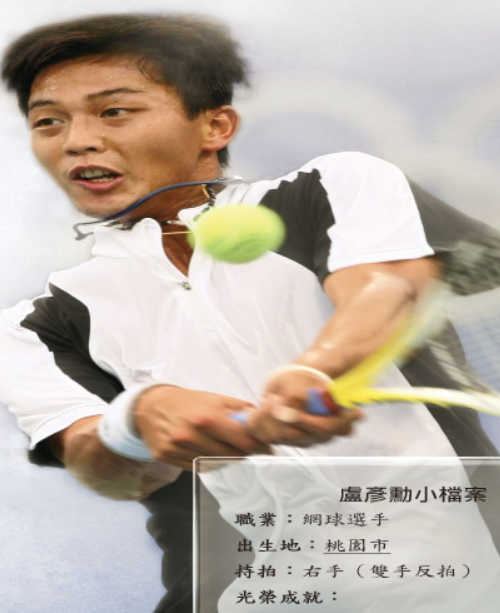 盧彥勳小檔案
職業：網球選手
出生地：桃園市
持拍：右手（雙手反拍）
光榮成就：